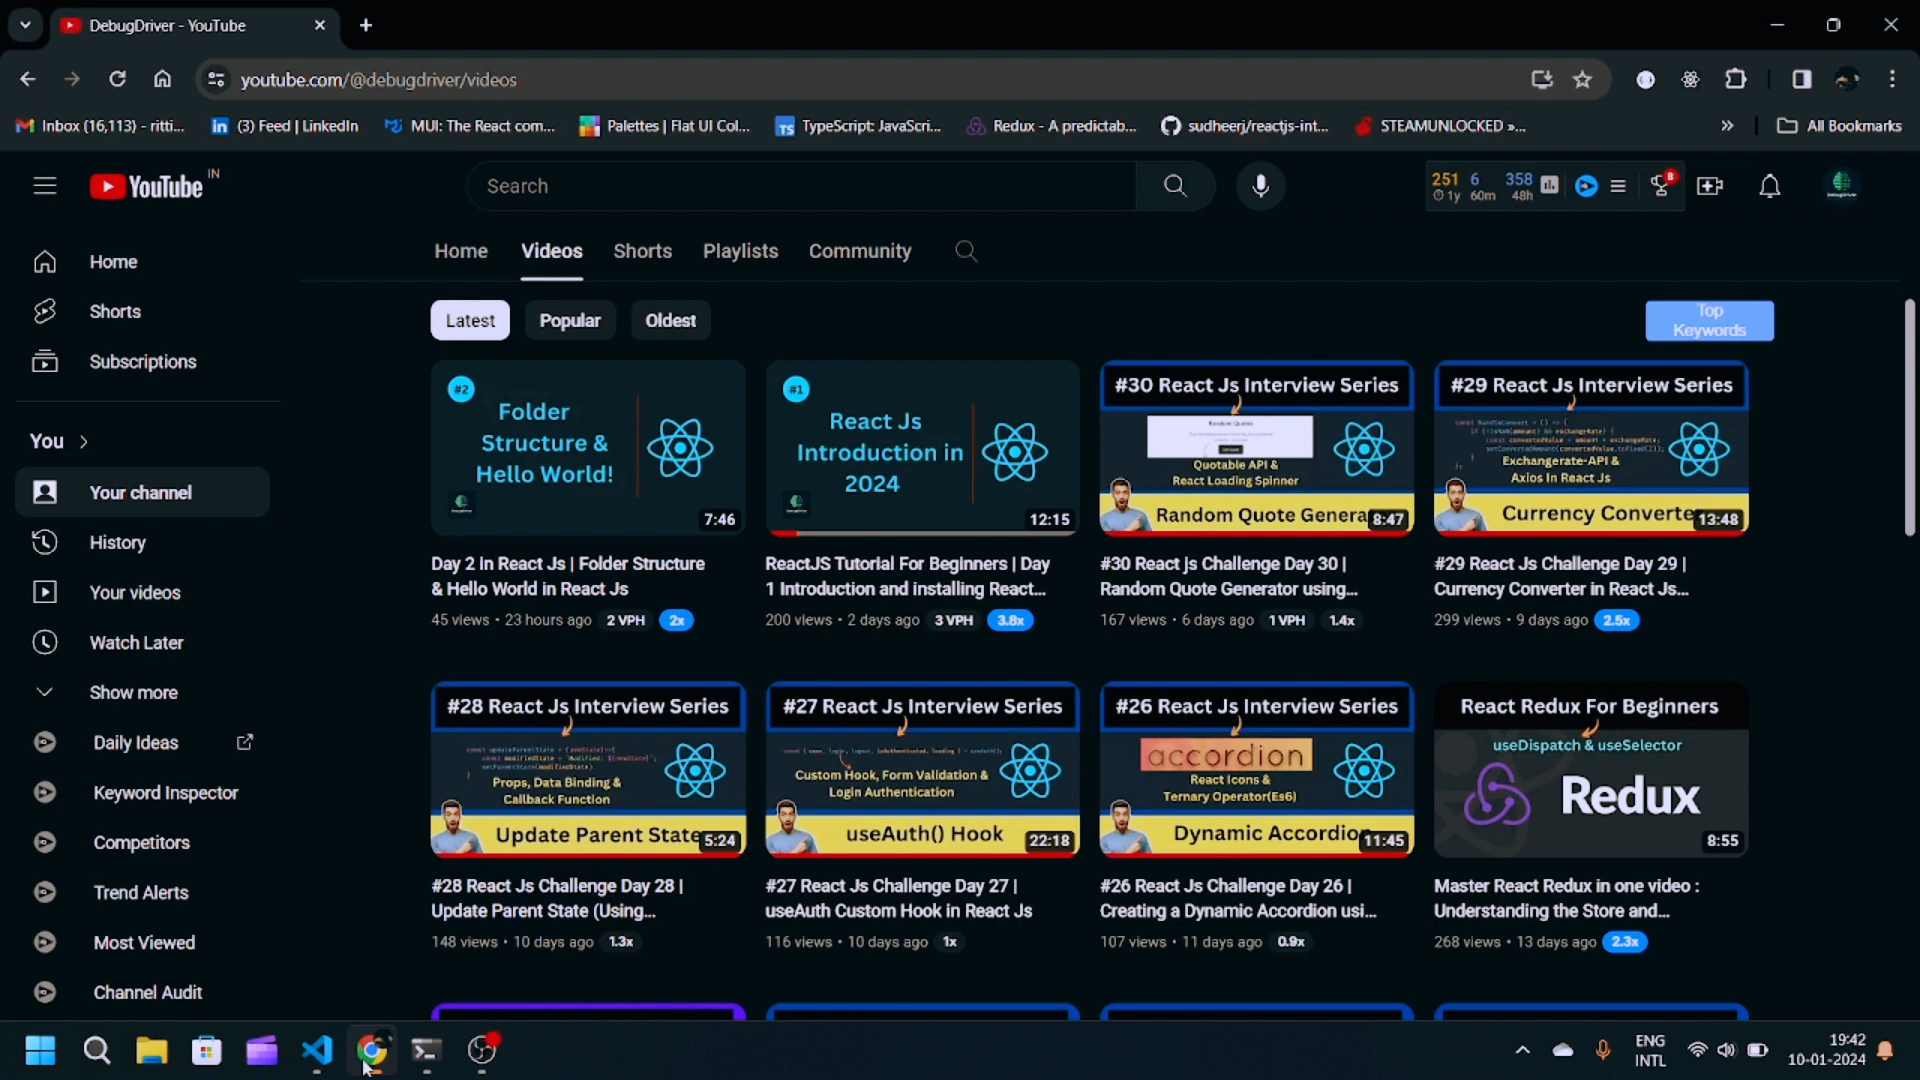 DebugDriver - YouTube
youtube.com/@debugdriver/videos
Inbox (16,113) - ritti...
(3) Feed | LinkedIn
MUI: The React com...
Palettes | Flat UI Col...
TypeScript: JavaScri...
Redux - A predictab...
sudheerj/reactjs-int...
STEAMUNLOCKED »...
All Bookmarks
YouTube IN
Search
251 6 358
1y 60m 48h
8
Home
Videos
Shorts
Playlists
Community
Home
Shorts
Subscriptions
You
Your channel
History
Your videos
Watch Later
Show more
Daily Ideas
Keyword Inspector
Competitors
Trend Alerts
Most Viewed
Channel Audit
Latest
Popular
Oldest
Top
Keywords
#2
Folder
Structure &
Hello World!
7:46
Day 2 In React Js | Folder Structure
& Hello World in React Js
45 views • 23 hours ago 2 VPH 2x
#1
React Js
Introduction in
2024
12:15
ReactJS Tutorial For Beginners | Day
1 Introduction and installing React...
200 views • 2 days ago 3 VPH 3.8x
#30 React Js Interview Series
Random Quotes
Quotable API &
React Loading Spinner
Random Quote Genera
8:47
#30 React js Challenge Day 30 |
Random Quote Generator using...
167 views • 6 days ago 1 VPH 1.4x
#29 React Js Interview Series
Exchangerate-API &
Axios In React Js
Currency Converte
13:48
#29 React Js Challenge Day 29 |
Currency Converter in React Js...
299 views • 9 days ago 2.5x
#28 React Js Interview Series
Props, Data Binding &
Callback Function
Update Parent State
5:24
#28 React Js Challenge Day 28 |
Update Parent State (Using...
148 views • 10 days ago 1.3x
#27 React Js Interview Series
Custom Hook, Form Validation &
Login Authentication
useAuth() Hook
22:18
#27 React Js Challenge Day 27 |
useAuth Custom Hook in React Js
116 views • 10 days ago 1x
#26 React Js Interview Series
accordion
React Icons &
Ternary Operator(Es6)
Dynamic Accordion
11:45
#26 React Js Challenge Day 26 |
Creating a Dynamic Accordion usi...
107 views • 11 days ago 0.9x
React Redux For Beginners
useDispatch & useSelector
Redux
8:55
Master React Redux in one video :
Understanding the Store and...
268 views • 13 days ago 2.3x
ENG
INTL
19:42
10-01-2024